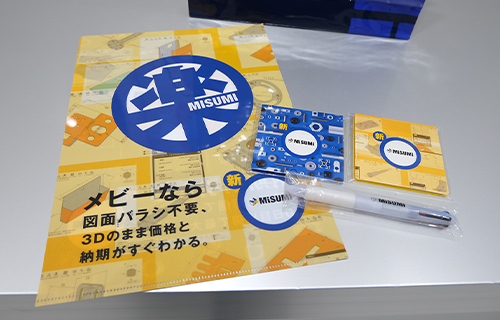 楽
MISUMI
メビーなら
図面バラシ不要、
3Dのまま価格と
納期がすぐわかる。
新
MiSUMi
新
MiSUMi
新
MiSUMi
MiSUMi